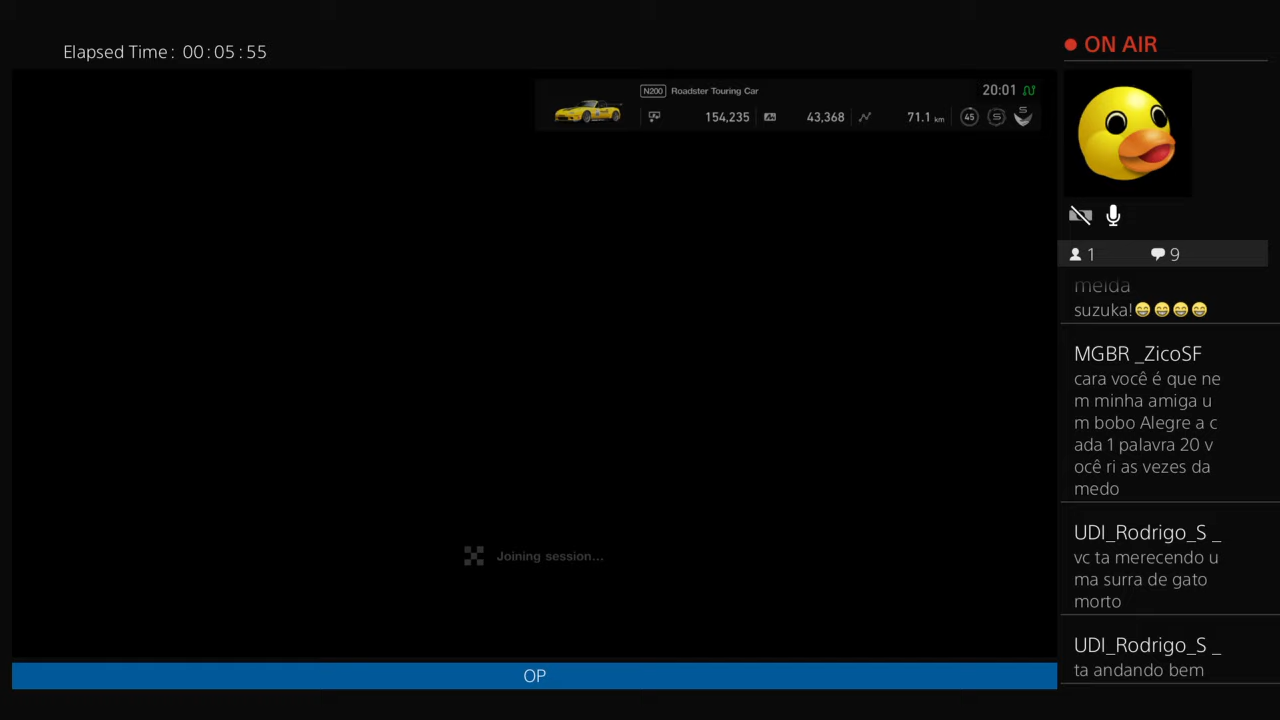 Elapsed Time: 00:05:55
ON AIR
N200 Roadster Touring Car 20:01
154,235 43,368 71.1 km 45 S S
1 9
meida
suzuka!😁😁😁😁
MGBR _ZicoSF
cara você é que ne
m minha amiga u
m bobo Alegre a c
ada 1 palavra 20 v
ocê ri as vezes da
medo
UDI_Rodrigo_S _
vc ta merecendo u
ma surra de gato
morto
UDI_Rodrigo_S _
ta andando bem
Joining session...
OP